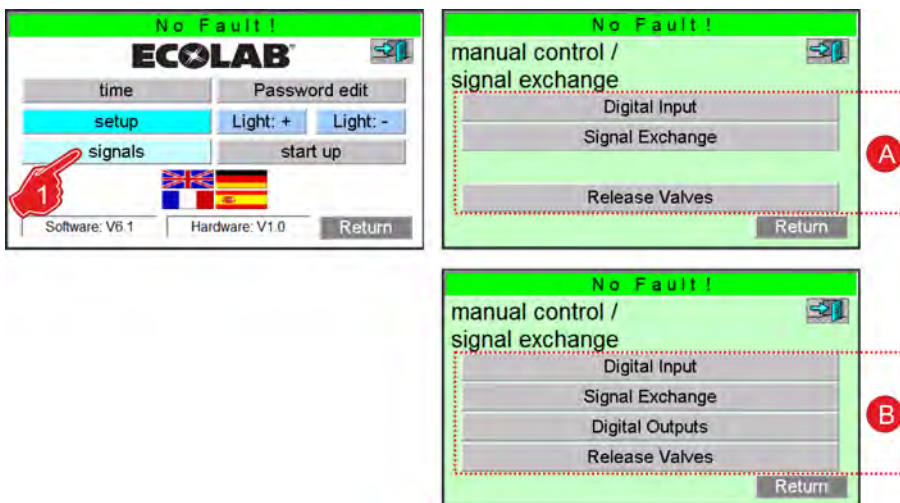 No Fault!
ECOLAB
time
Password edit
setup
Light: +
Light: -
signals
start up
1
Software: V6.1
Hardware: V1.0
Return
No Fault!
manual control /
signal exchange
Digital Input
Signal Exchange
Release Valves
Return
A
No Fault!
manual control /
signal exchange
Digital Input
Signal Exchange
Digital Outputs
Release Valves
Return
B